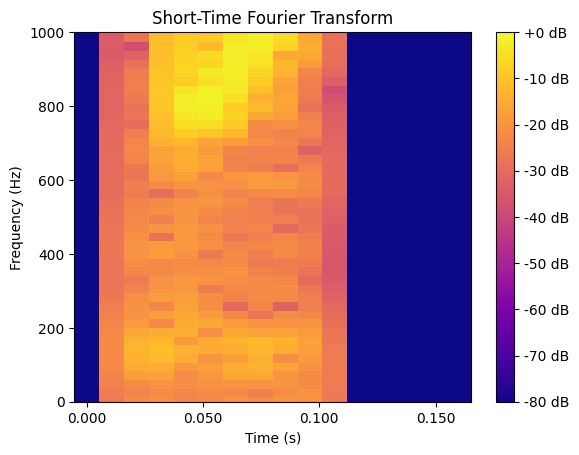 Short-Time Fourier Transform
1000
800
600
400
200
0
Frequency (Hz)
0.000
0.050
0.100
0.150
Time (s)
+0 dB
-10 dB
-20 dB
-30 dB
-40 dB
-50 dB
-60 dB
-70 dB
-80 dB